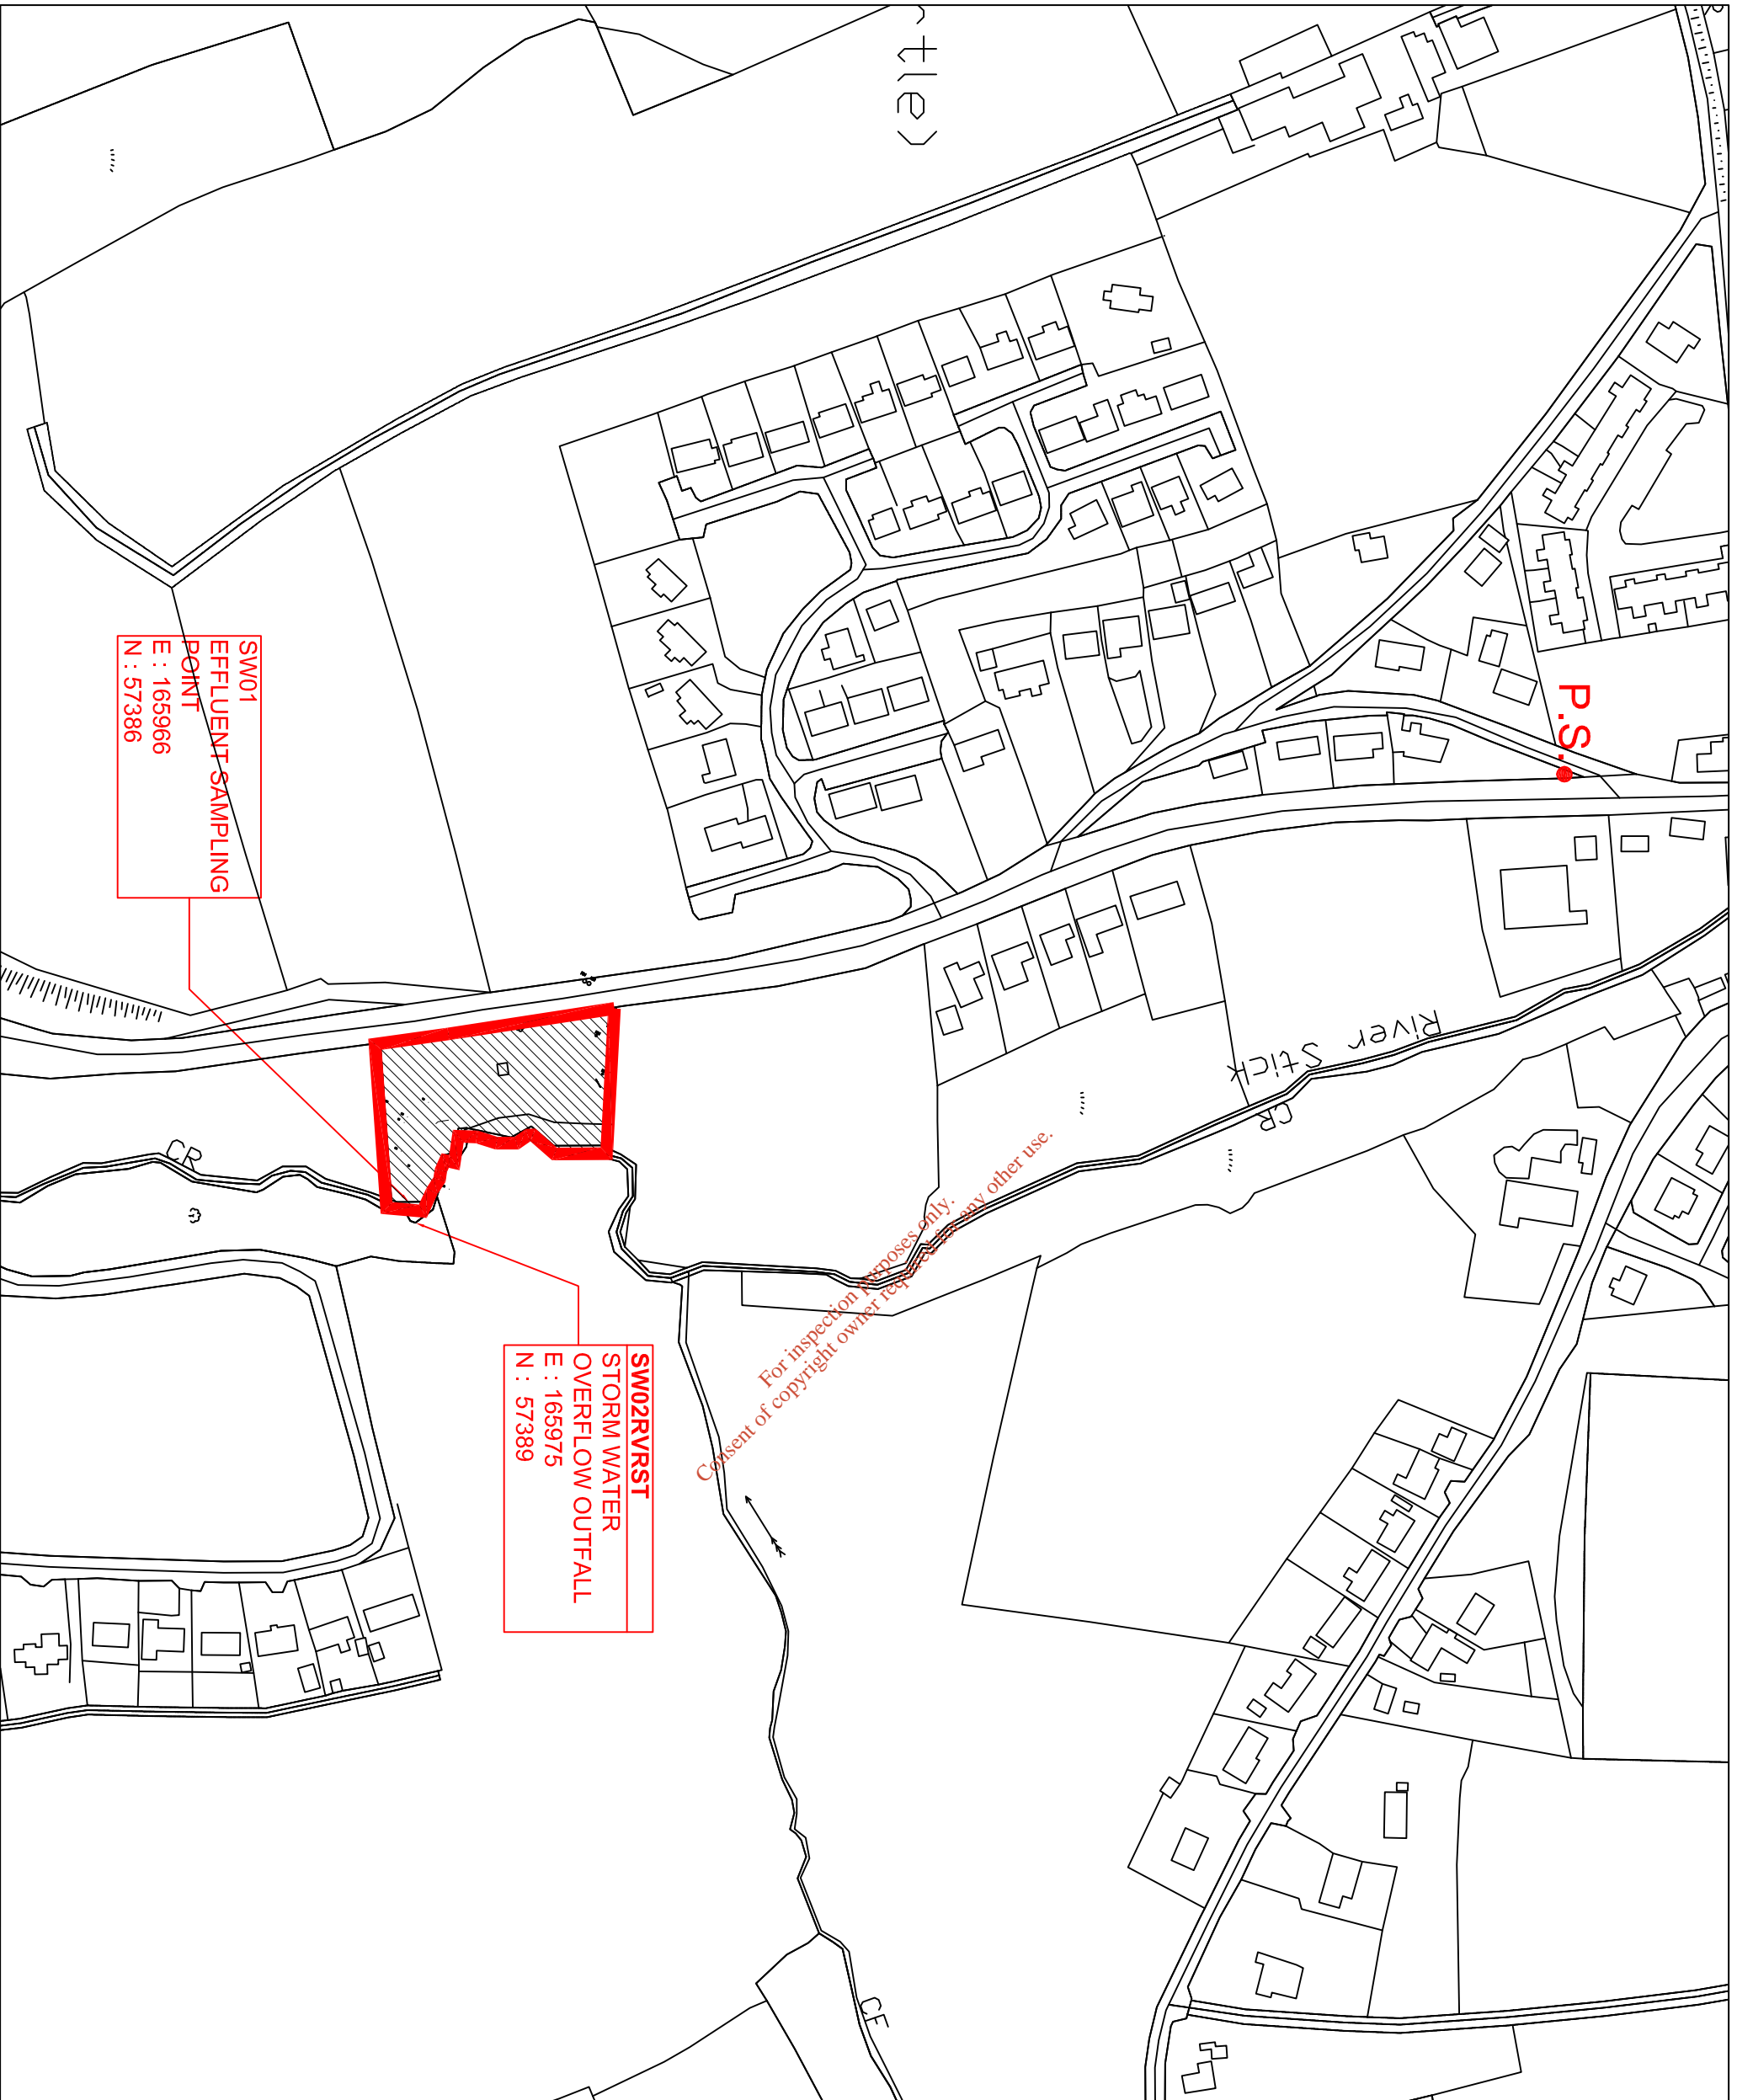 tle)
P.S.
SW01
EFFLUENT SAMPLING
POINT
E : 165966
N : 57386
River Stick
CR
CR
SW02RVRST
STORM WATER
OVERFLOW OUTFALL
E : 165975
N : 57389
CF
For inspection purposes only.
Consent of copyright owner required for any other use.